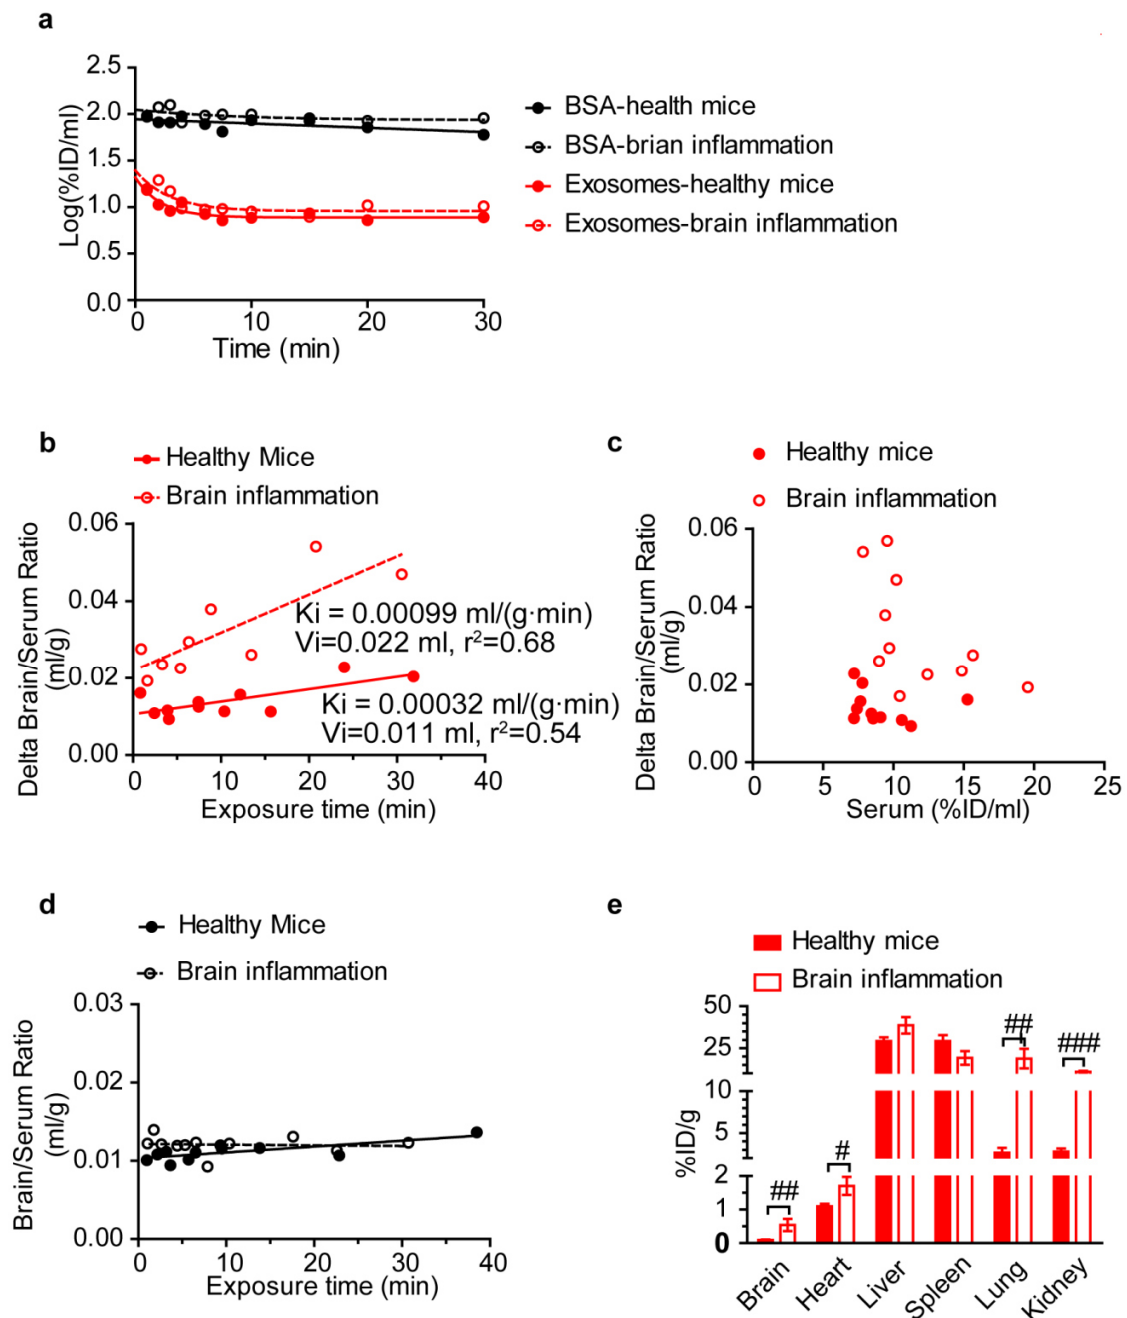 a
2.5
2.0
1.5
1.0
0.5
0.0
Log(%ID/ml)
0
10
20
30
Time (min)
BSA-health mice
BSA-brian inflammation
Exosomes-healthy mice
Exosomes-brain inflammation
b
Healthy Mice
Brain inflammation
0.06
0.04
0.02
0.00
Delta Brain/Serum Ratio
(ml/g)
Ki = 0.00099 ml/(g·min)
Vi=0.022 ml, r²=0.68
Ki = 0.00032 ml/(g·min)
Vi=0.011 ml, r²=0.54
0
10
20
30
40
Exposure time (min)
c
Healthy mice
Brain inflammation
0.06
0.04
0.02
0.00
Delta Brain/Serum Ratio
(ml/g)
0
5
10
15
20
25
Serum (%ID/ml)
d
Healthy Mice
Brain inflammation
0.03
0.02
0.01
0.00
Brain/Serum Ratio
(ml/g)
0
10
20
30
40
Exposure time (min)
e
Healthy mice
Brain inflammation
50
25
10
5
2
1
0
%ID/g
##
#
##
###
Brain
Heart
Liver
Spleen
Lung
Kidney